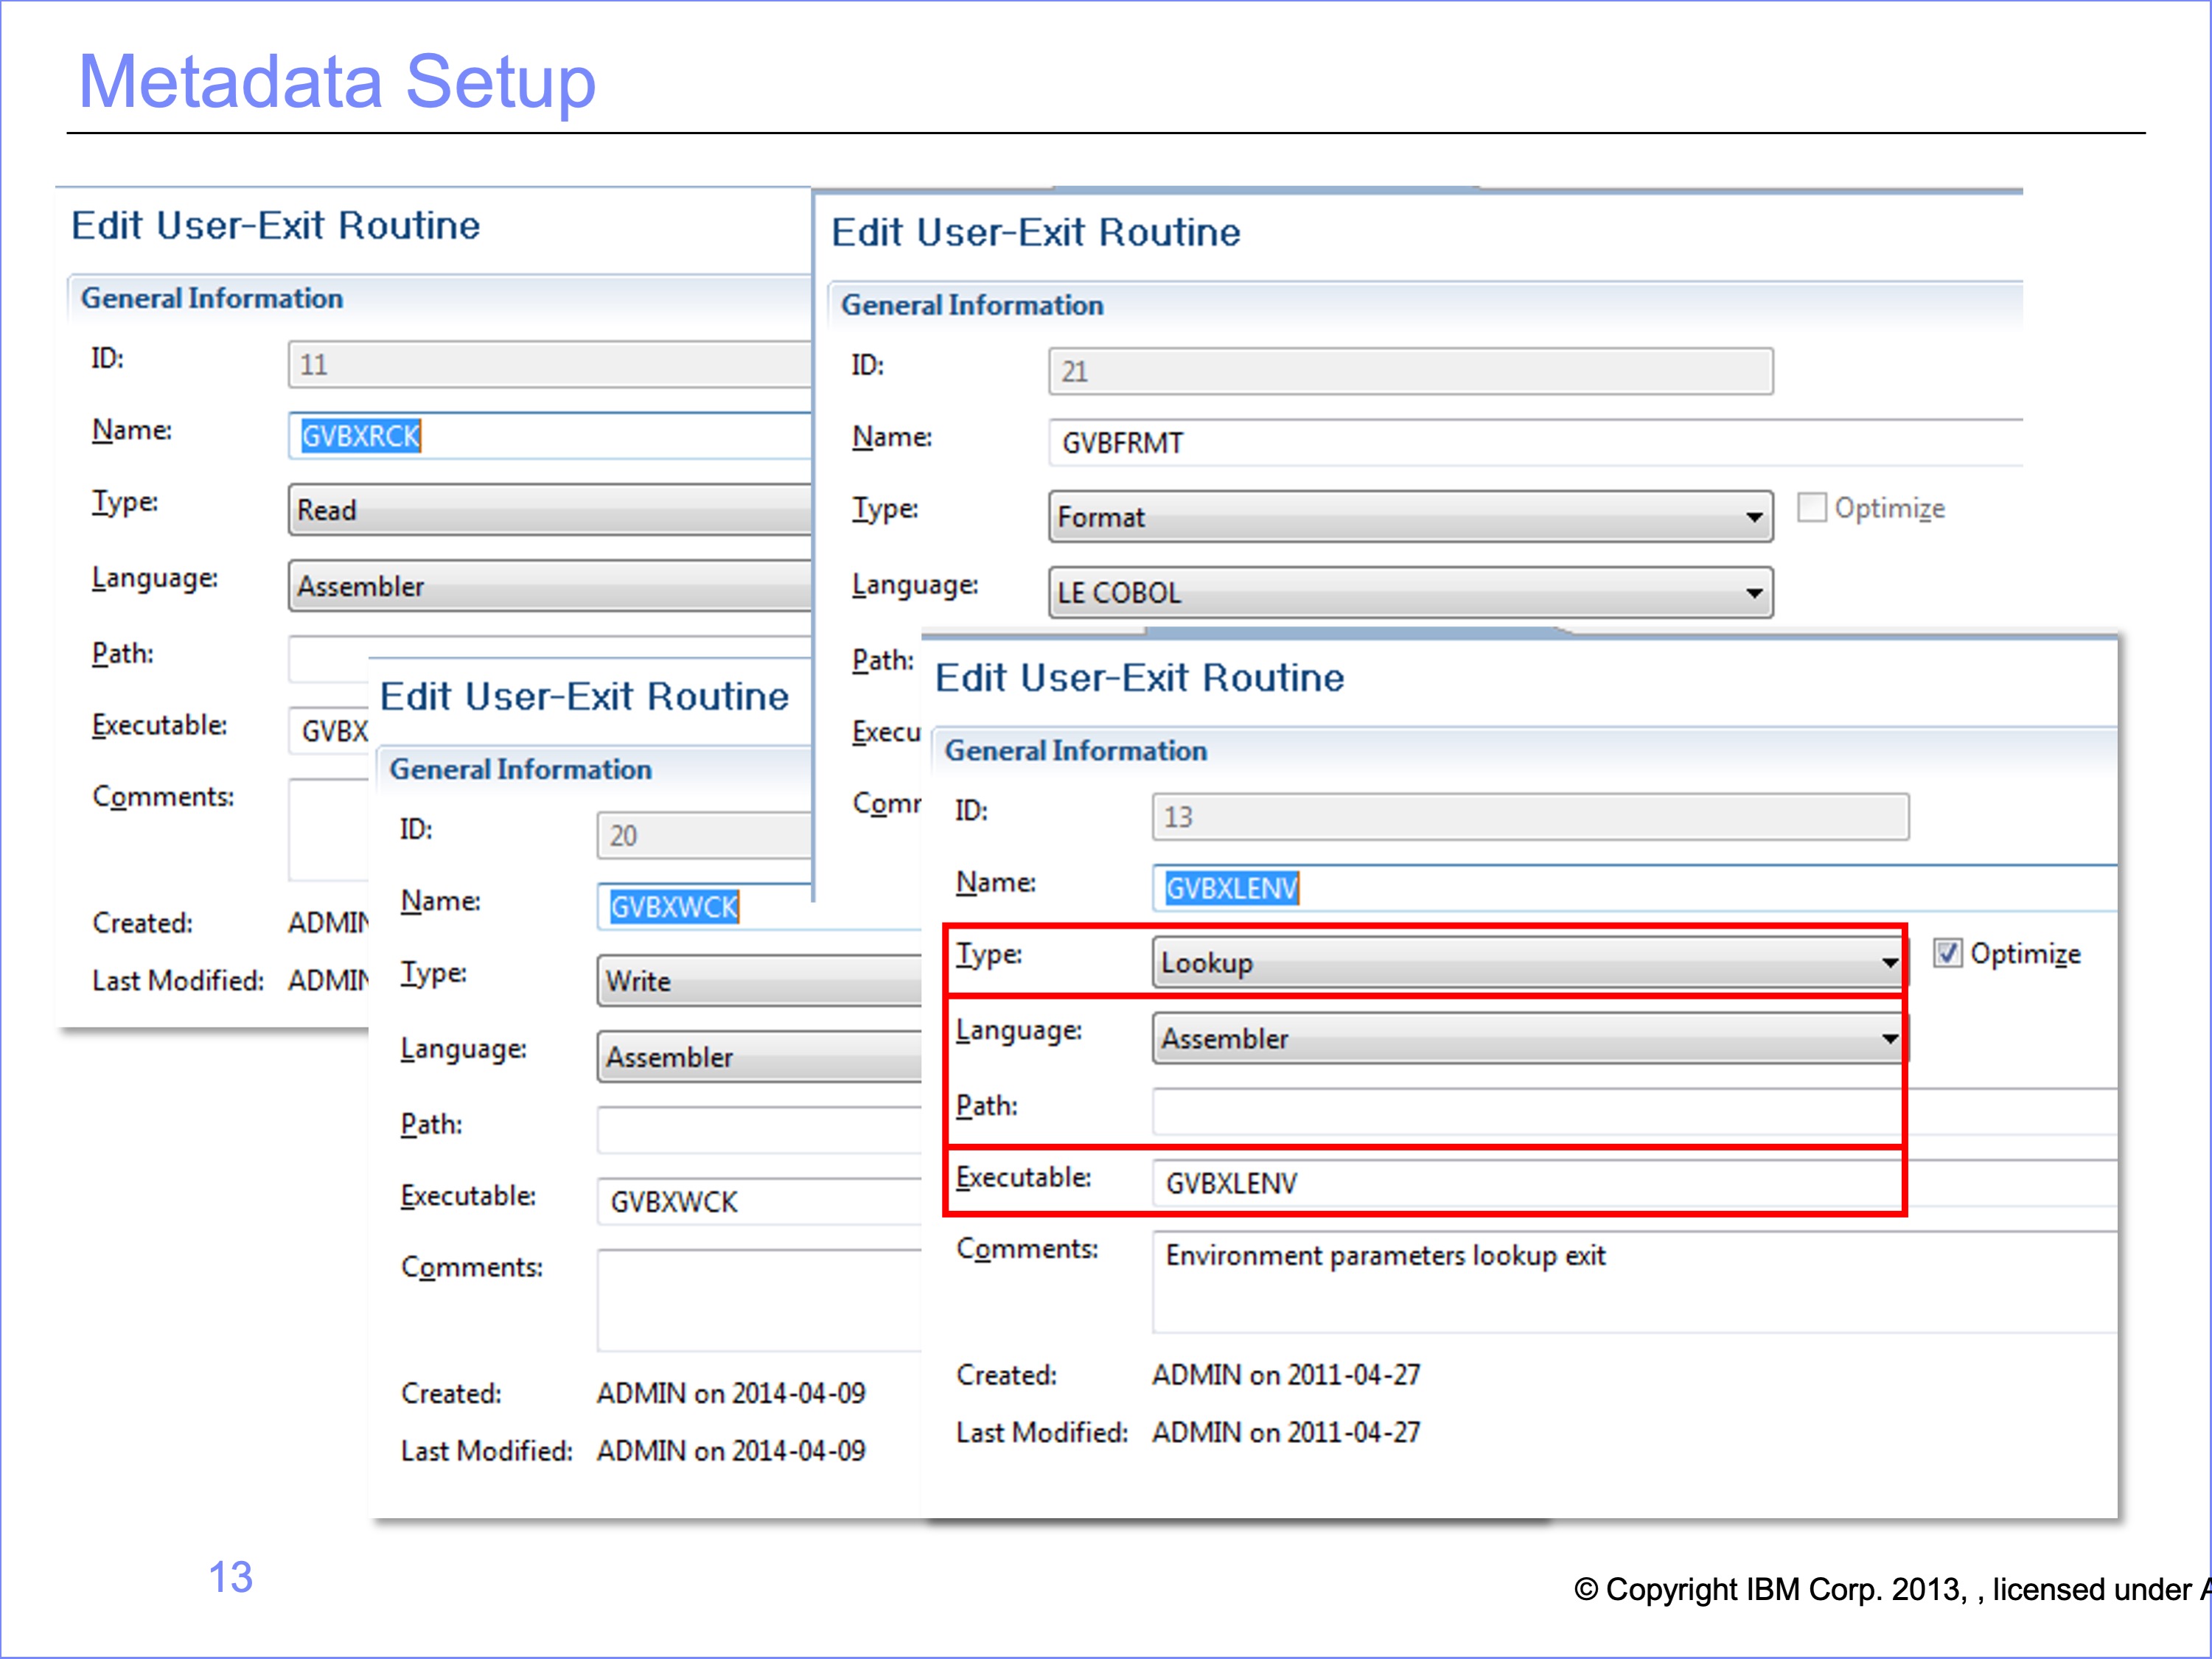 Metadata Setup
Edit User-Exit Routine
General Information
ID: 11
Name: GVBXRCK
Type: Read
Language: Assembler
Path:
Executable: GVBX
Comments:
Created: ADMIN
Last Modified: ADMIN
Edit User-Exit Routine
General Information
ID: 21
Name: GVBFRMT
Type: Format Optimize
Language: LE COBOL
Path:
Execu
Comm
Edit User-Exit Routine
General Information
ID: 20
Name: GVBXWCK
Type: Write
Language: Assembler
Path:
Executable: GVBXWCK
Comments:
Created: ADMIN on 2014-04-09
Last Modified: ADMIN on 2014-04-09
Edit User-Exit Routine
General Information
ID: 13
Name: GVBXLENV
Type: Lookup Optimize
Language: Assembler
Path:
Executable: GVBXLENV
Comments: Environment parameters lookup exit
Created: ADMIN on 2011-04-27
Last Modified: ADMIN on 2011-04-27
13
© Copyright IBM Corp. 2013, , licensed under A